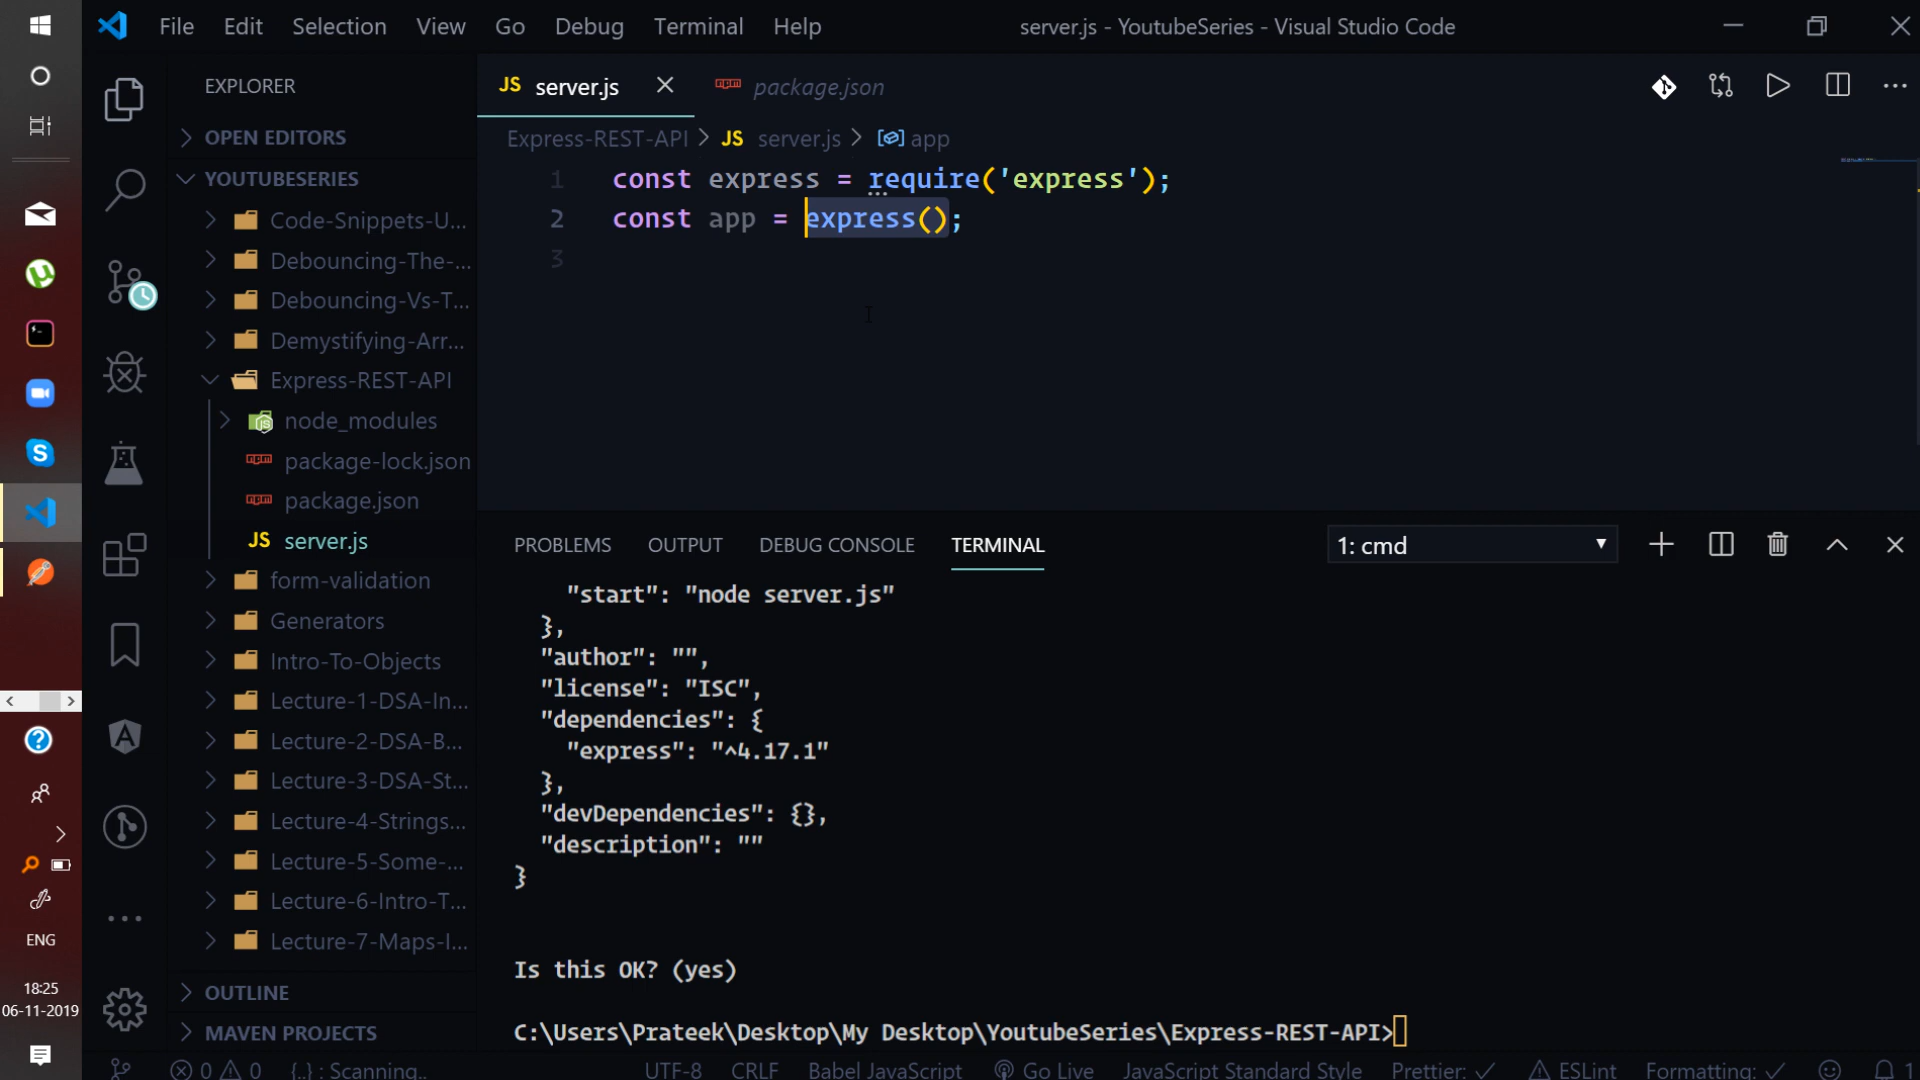 File Edit Selection View Go Debug Terminal Help
server.js - YoutubeSeries - Visual Studio Code
EXPLORER
OPEN EDITORS
YOUTUBESERIES
Code-Snippets-U...
Debouncing-The-...
Debouncing-Vs-T...
Demystifying-Arr...
Express-REST-API
node_modules
package-lock.json
package.json
JS server.js
form-validation
Generators
Intro-To-Objects
Lecture-1-DSA-In...
Lecture-2-DSA-B...
Lecture-3-DSA-St...
Lecture-4-Strings...
Lecture-5-Some-...
Lecture-6-Intro-T...
Lecture-7-Maps-I...
OUTLINE
MAVEN PROJECTS
JS server.js package.json
Express-REST-API > JS server.js > app
1 const express = require('express');
2 const app = express();
3
PROBLEMS OUTPUT DEBUG CONSOLE TERMINAL 1: cmd
"start": "node server.js"
},
"author": "",
"license": "ISC",
"dependencies": {
"express": "^4.17.1"
},
"devDependencies": {},
"description": ""
}
Is this OK? (yes)
C:\Users\Prateek\Desktop\My Desktop\YoutubeSeries\Express-REST-API>
0 0 {..} : Scanning.. UTF-8 CRLF Babel JavaScript Go Live JavaScript Standard Style Prettier: ✓ ESLint Formatting: ✓ 1
ENG
18:25
06-11-2019